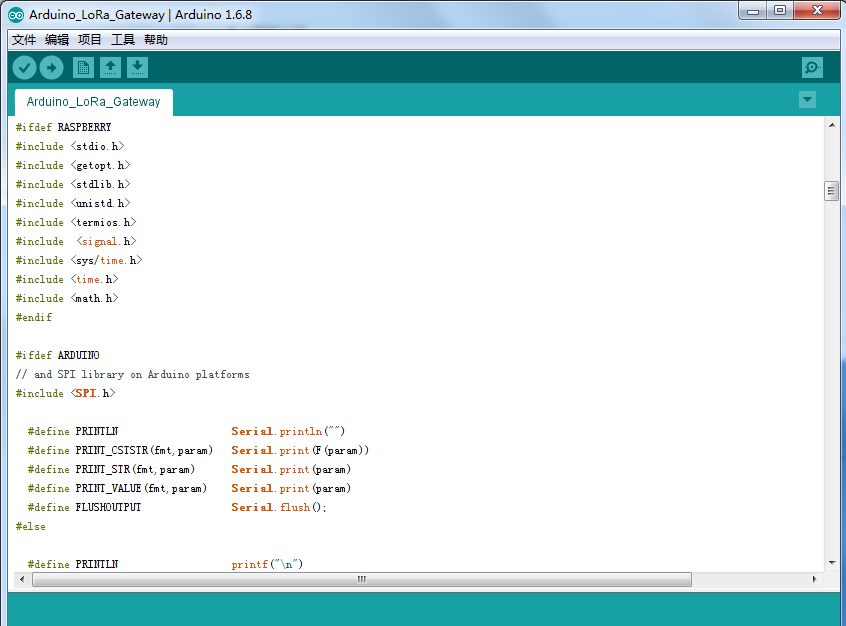 Arduino_LoRa_Gateway | Arduino 1.6.8
文件 编辑 项目 工具 帮助
Arduino_LoRa_Gateway
#ifdef RASPBERRY
#include <stdio.h>
#include <getopt.h>
#include <stdlib.h>
#include <unistd.h>
#include <termios.h>
#include  <signal.h>
#include <sys/time.h>
#include <time.h>
#include <math.h>
#endif
#ifdef ARDUINO
// and SPI library on Arduino platforms
#include <SPI.h>
  #define PRINTLN                   Serial.println("")
  #define PRINT_CSTSTR(fmt,param)   Serial.print(F(param))
  #define PRINT_STR(fmt,param)      Serial.print(param)
  #define PRINT_VALUE(fmt,param)    Serial.print(param)
  #define FLUSHOUTPUT               Serial.flush();
#else
  #define PRINTLN                   printf("\n")